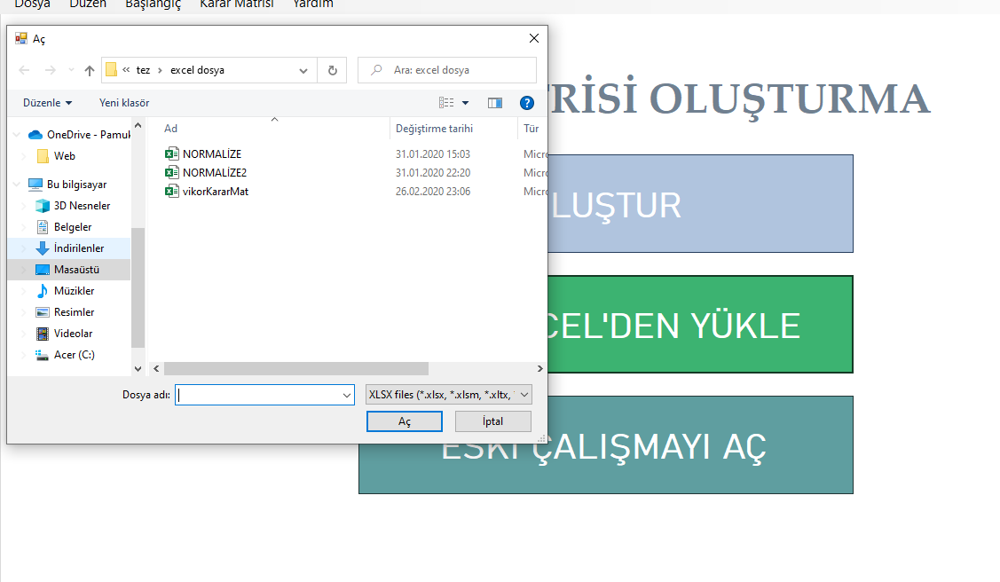 Dosya Düzen Başlangıç Karar Matrisi Yardım
Aç
« tez › excel dosya
Ara: excel dosya
Düzenle Yeni klasör
OneDrive - Pamuk
Web
Bu bilgisayar
3D Nesneler
Belgeler
İndirilenler
Masaüstü
Müzikler
Resimler
Videolar
Acer (C:)
Ad Değiştirme tarihi Tür
NORMALİZE 31.01.2020 15:03 Micro
NORMALİZE2 31.01.2020 22:20 Micro
vikorKararMat 26.02.2020 23:06 Micro
Dosya adı: XLSX files (*.xlsx, *.xlsm, *.xltx, *
Aç İptal
TRİSİ OLUŞTURMA
LUŞTUR
CEL'DEN YÜKLE
ESKİ ÇALIŞMAYI AÇ